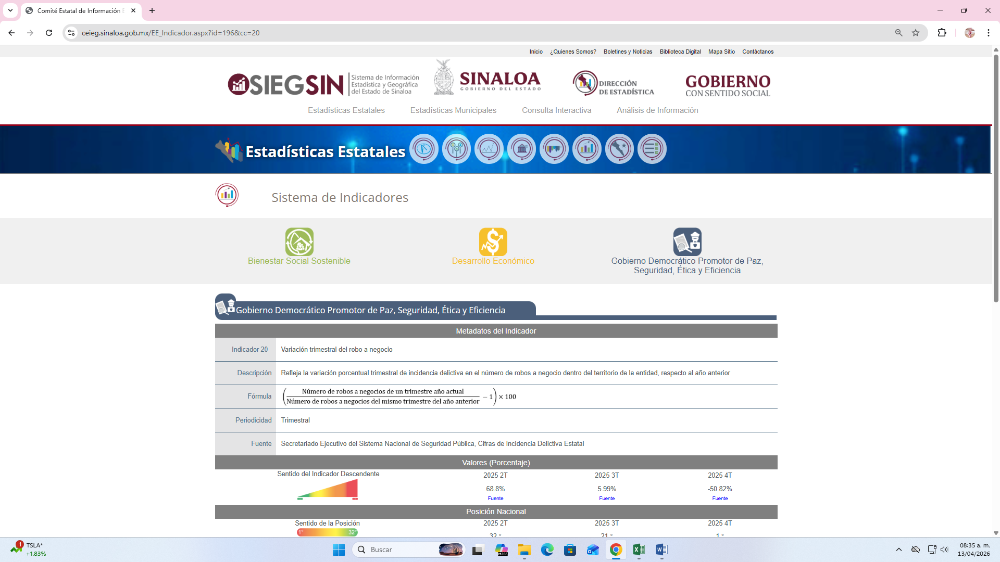 Comité Estatal de Información E
ceieg.sinaloa.gob.mx/EE_Indicador.aspx?id=196&cc=20
Inicio ¿Quienes Somos? Boletines y Noticias Biblioteca Digital Mapa Sitio Contáctanos
SIEGSIN
Sistema de Información
Estadística y Geográfica
del Estado de Sinaloa
SINALOA
GOBIERNO DEL ESTADO
DIRECCIÓN
DE ESTADÍSTICA
GOBIERNO
CON SENTIDO SOCIAL
Estadísticas Estatales Estadísticas Municipales Consulta Interactiva Análisis de Información
Estadísticas Estatales
Sistema de Indicadores
Bienestar Social Sostenible
Desarrollo Económico
Gobierno Democrático Promotor de Paz,
Seguridad, Ética y Eficiencia
Gobierno Democrático Promotor de Paz, Seguridad, Ética y Eficiencia
Metadatos del Indicador
Indicador 20 Variación trimestral del robo a negocio
Descripción Refleja la variación porcentual trimestral de incidencia delictiva en el número de robos a negocio dentro del territorio de la entidad, respecto al año anterior
Fórmula
Número de robos a negocios de un trimestre año actual
Número de robos a negocios del mismo trimestre del año anterior
− 1) × 100
Periodicidad Trimestral
Fuente Secretariado Ejecutivo del Sistema Nacional de Seguridad Pública, Cifras de Incidencia Delictiva Estatal
Valores (Porcentaje)
Sentido del Indicador Descendente 2025 2T 2025 3T 2025 4T
68.8% 5.99% -50.82%
Fuente Fuente Fuente
Posición Nacional
Sentido de la Posición 2025 2T 2025 3T 2025 4T
1° 32°
32 ° 21 ° 1 °
1
TSLA*
+1.83%
Buscar
M365
08:35 a. m.
13/04/2026